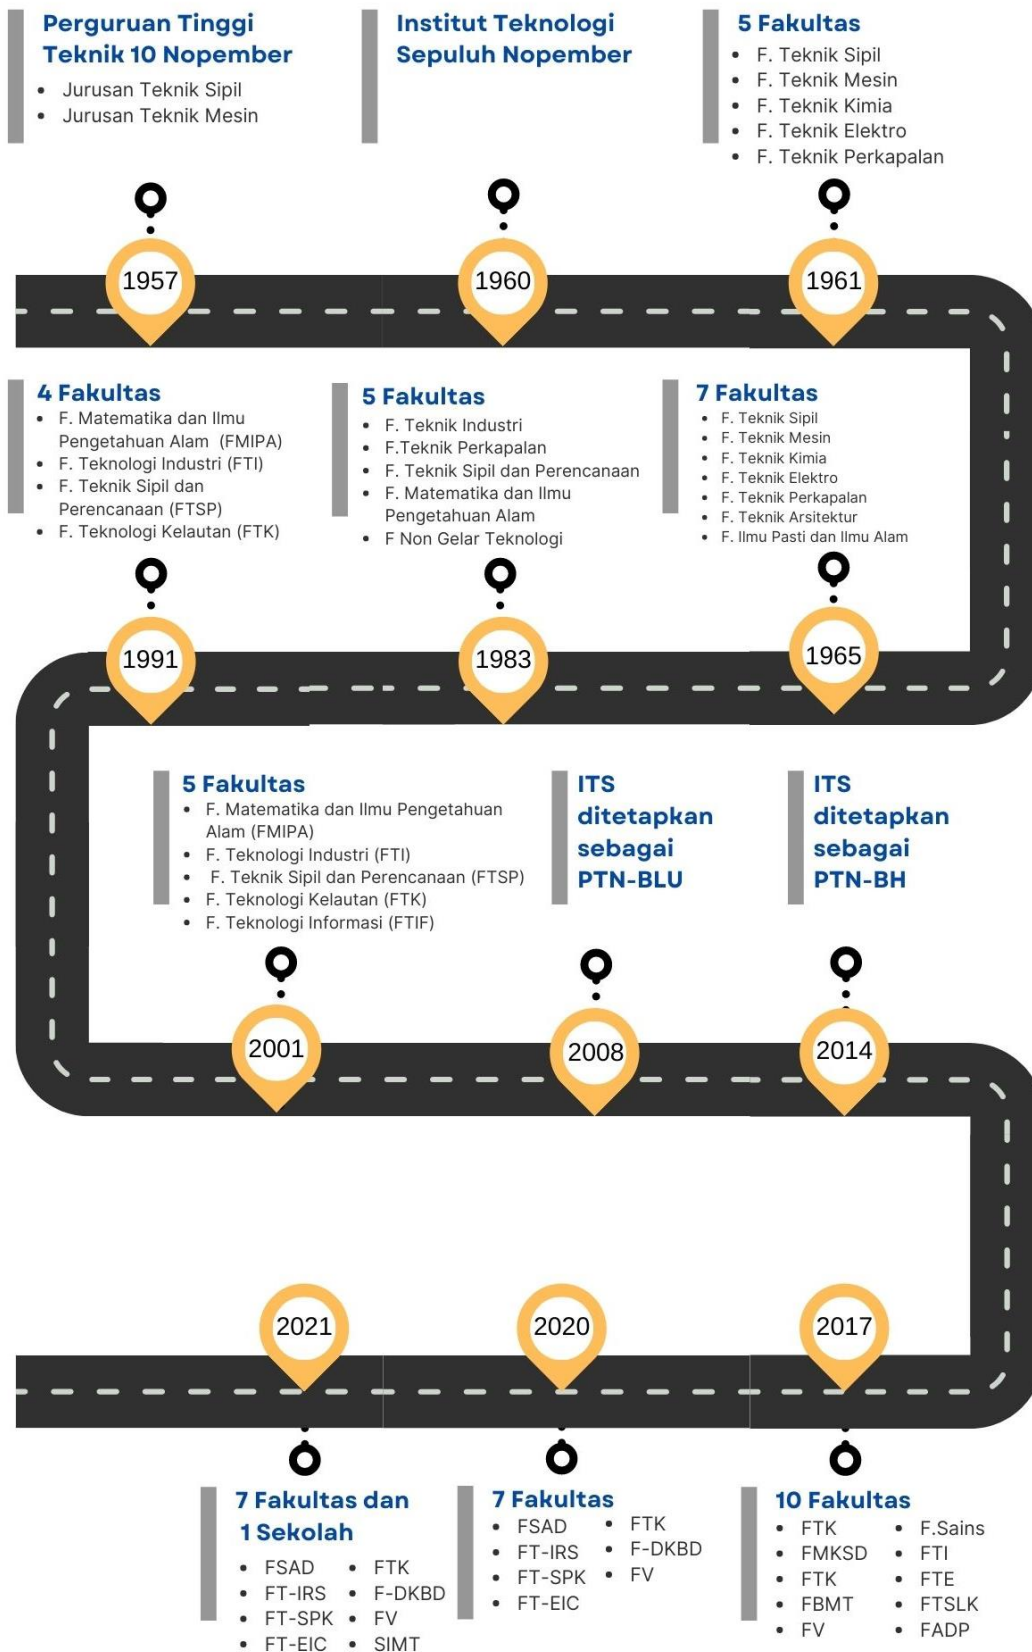 Perguruan Tinggi
Teknik 10 Nopember
• Jurusan Teknik Sipil
• Jurusan Teknik Mesin
1957
Institut Teknologi
Sepuluh Nopember
1960
5 Fakultas
• F. Teknik Sipil
• F. Teknik Mesin
• F. Teknik Kimia
• F. Teknik Elektro
• F. Teknik Perkapalan
1961
7 Fakultas
• F. Teknik Sipil
• F. Teknik Mesin
• F. Teknik Kimia
• F. Teknik Elektro
• F. Teknik Perkapalan
• F. Teknik Arsitektur
• F. Ilmu Pasti dan Ilmu Alam
1965
5 Fakultas
• F. Teknik Industri
• F.Teknik Perkapalan
• F. Teknik Sipil dan Perencanaan
• F. Matematika dan Ilmu
Pengetahuan Alam
• F Non Gelar Teknologi
1983
4 Fakultas
• F. Matematika dan Ilmu
Pengetahuan Alam (FMIPA)
• F. Teknologi Industri (FTI)
• F. Teknik Sipil dan
Perencanaan (FTSP)
• F. Teknologi Kelautan (FTK)
1991
5 Fakultas
• F. Matematika dan Ilmu Pengetahuan
Alam (FMIPA)
• F. Teknologi Industri (FTI)
• F. Teknik Sipil dan Perencanaan (FTSP)
• F. Teknologi Kelautan (FTK)
• F. Teknologi Informasi (FTIF)
2001
ITS
ditetapkan
sebagai
PTN-BLU
2008
ITS
ditetapkan
sebagai
PTN-BH
2014
2017
10 Fakultas
• FTK
• FMKSD
• FTK
• FBMT
• FV
• F.Sains
• FTI
• FTE
• FTSLK
• FADP
2020
7 Fakultas
• FSAD
• FT-IRS
• FT-SPK
• FT-EIC
• FTK
• F-DKBD
• FV
2021
7 Fakultas dan
1 Sekolah
• FSAD
• FT-IRS
• FT-SPK
• FT-EIC
• FTK
• F-DKBD
• FV
• SIMT